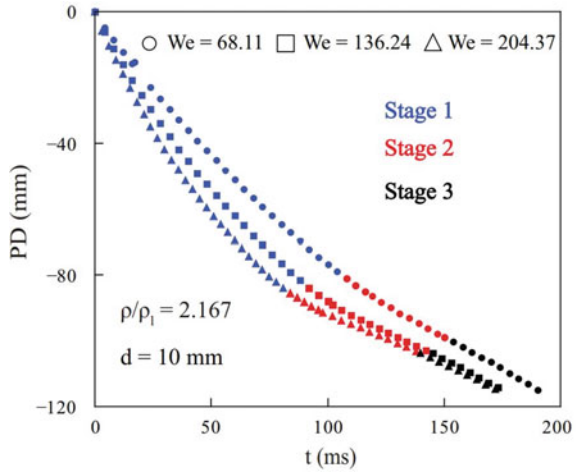 0
○ We = 68.11 □ We = 136.24 △ We = 204.37
Stage 1
Stage 2
Stage 3
−40
PD (mm)
−80
ρ/ρ₁ = 2.167
d = 10 mm
−120
0 50 100 150 200
t (ms)